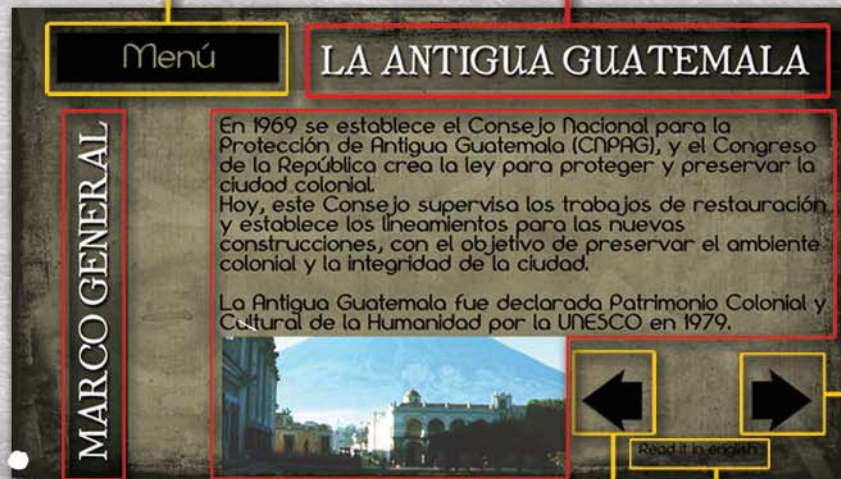 Menú
LA ANTIGUA GUATEMALA
MARCO GENERAL
En 1969 se establece el Consejo Nacional para la
Protección de Antigua Guatemala (CNPAG), y el Congreso
de la República crea la ley para proteger y preservar la
ciudad colonial.
Hoy, este Consejo supervisa los trabajos de restauración
y establece los lineamientos para las nuevas
construcciones, con el objetivo de preservar el ambiente
colonial y la integridad de la ciudad.
La Antigua Guatemala fue declarada Patrimonio Colonial y
Cultural de la Humanidad por la UNESCO en 1979.
Read it in english